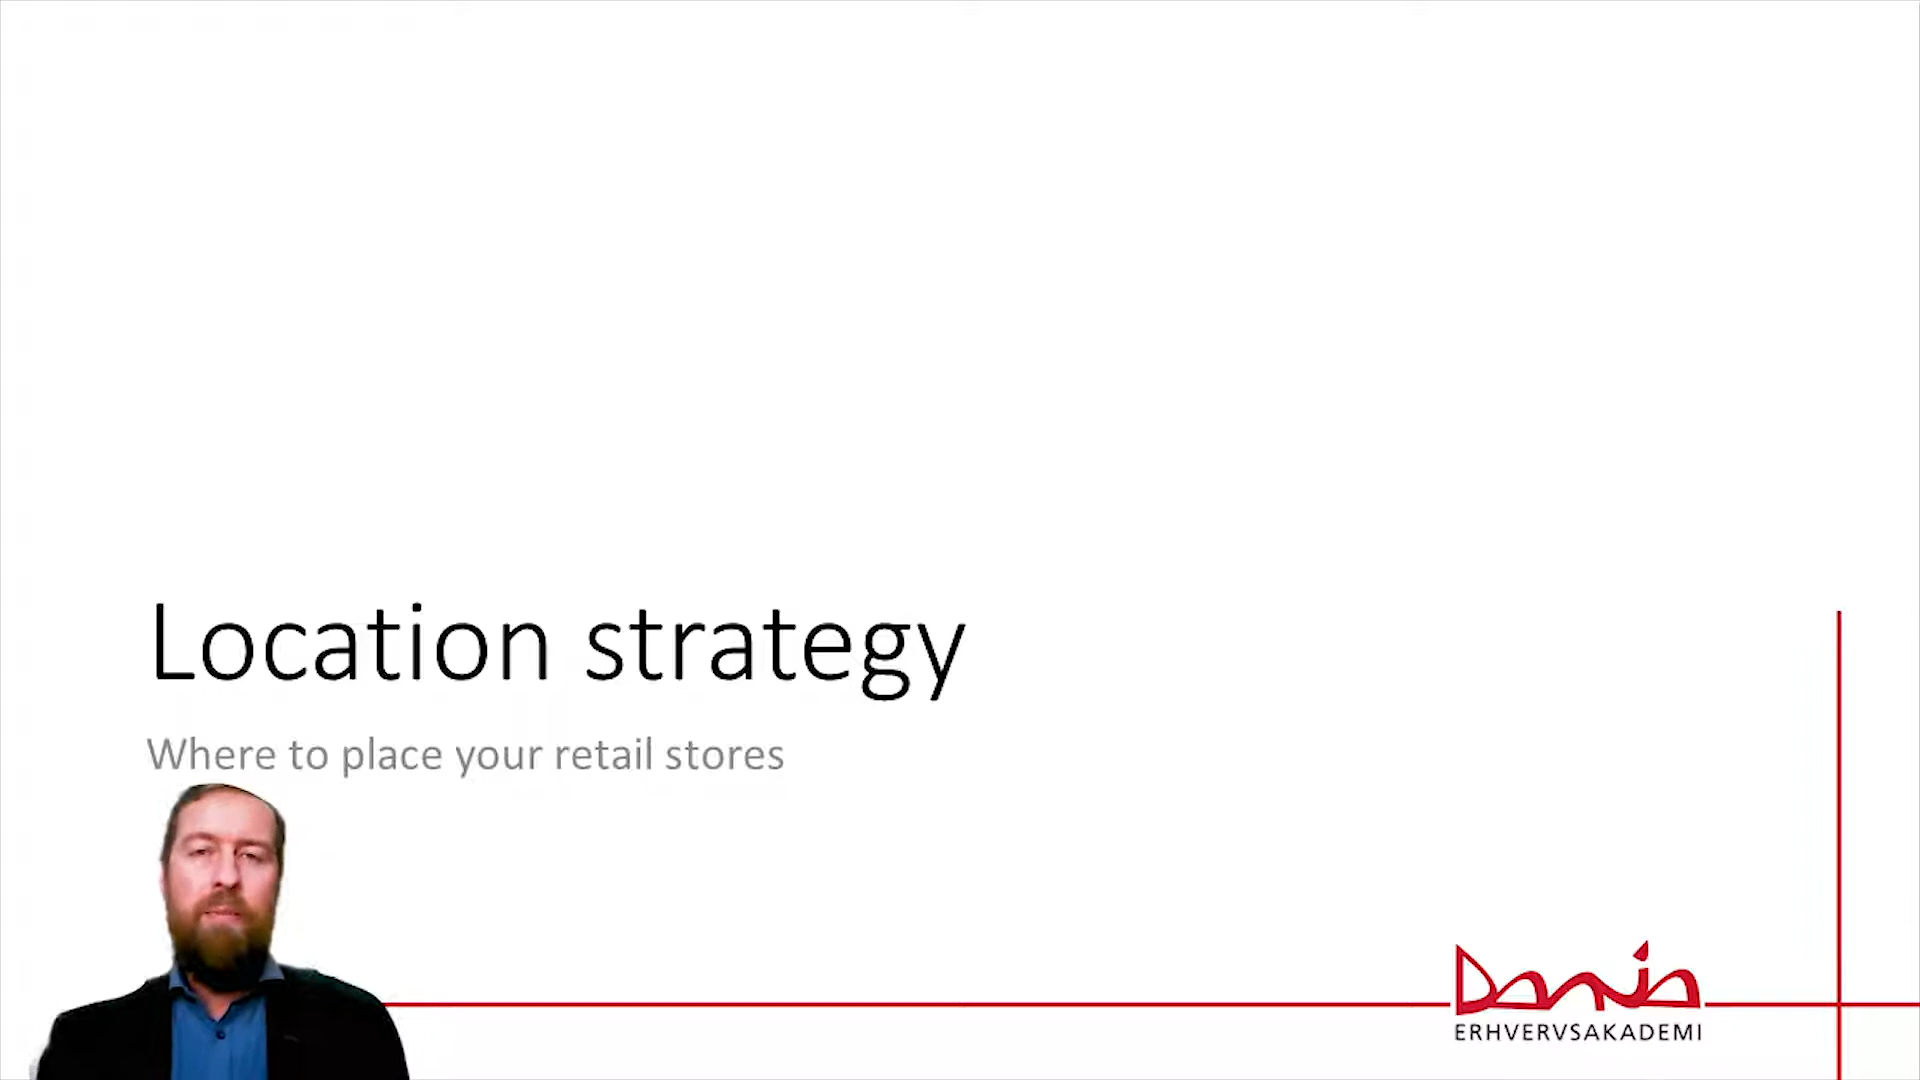 Location strategy
Where to place your retail stores
Dania
ERHVERVSAKADEMI